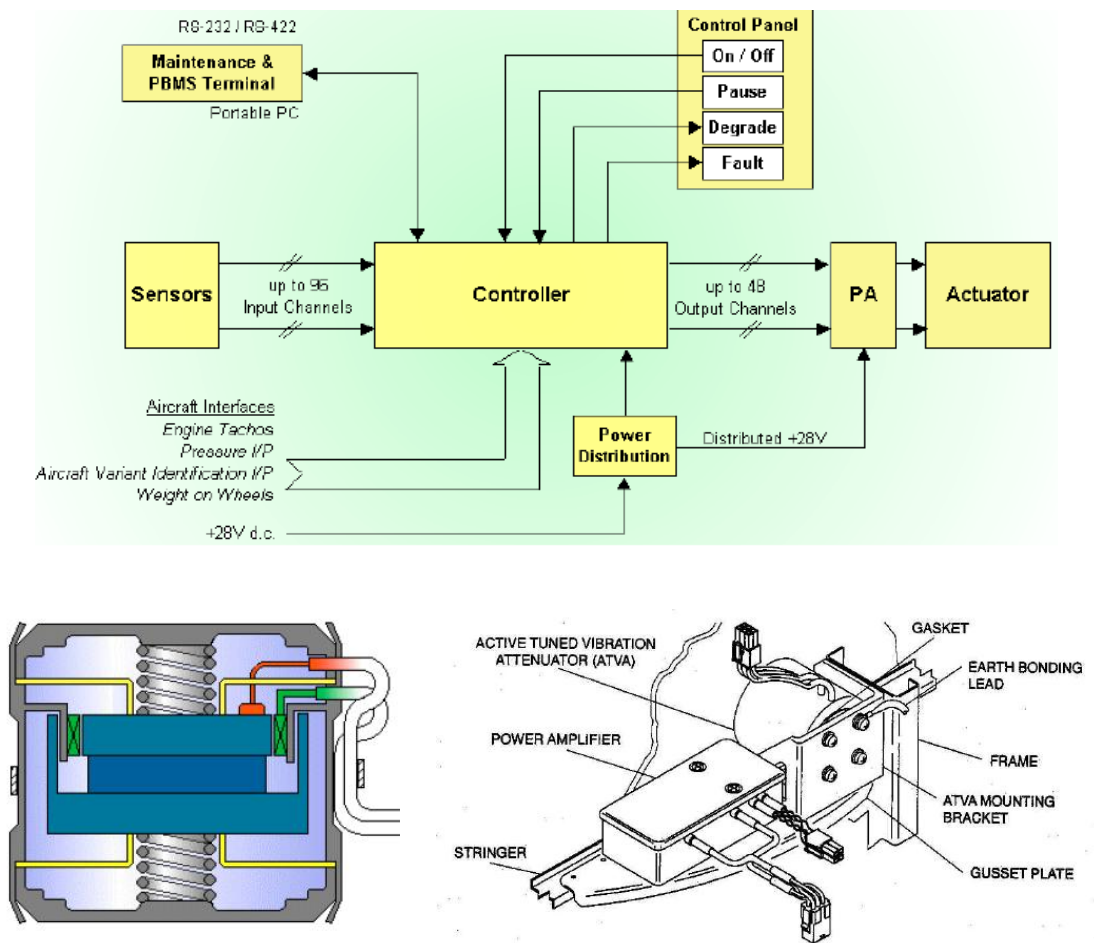 RS-232 / RS-422
Maintenance &
PBMS Terminal
Portable PC
Control Panel
On / Off
Pause
Degrade
Fault
Sensors
up to 96
Input Channels
Controller
up to 48
Output Channels
PA
Actuator
Aircraft Interfaces
Engine Tachos
Pressure I/P
Aircraft Variant Identification I/P
Weight on Wheels
+28V d.c.
Power
Distribution
Distributed +28V
ACTIVE TUNED VIBRATION
ATTENUATOR (ATVA)
POWER AMPLIFIER
STRINGER
GASKET
EARTH BONDING
LEAD
FRAME
ATVA MOUNTING
BRACKET
GUSSET PLATE